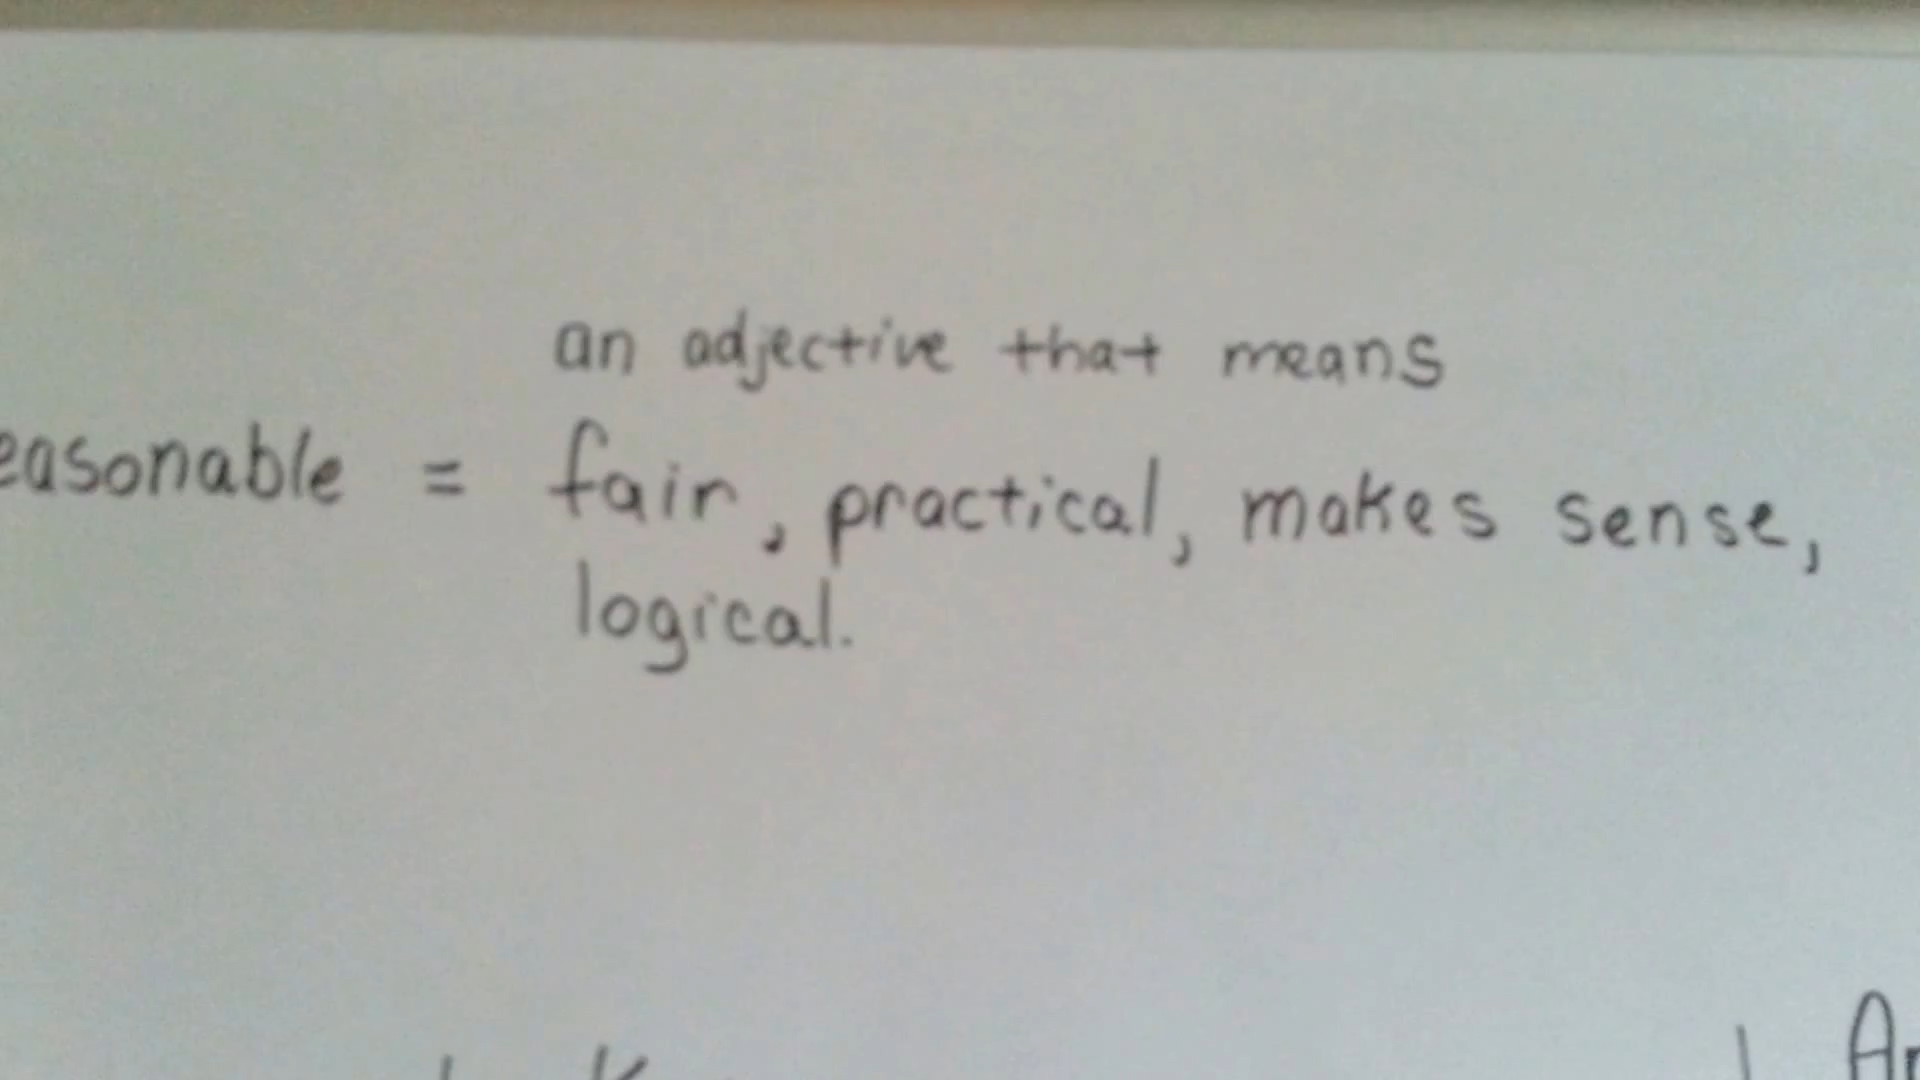 an adjective that means
easonable = fair, practical, makes sense,
logical.